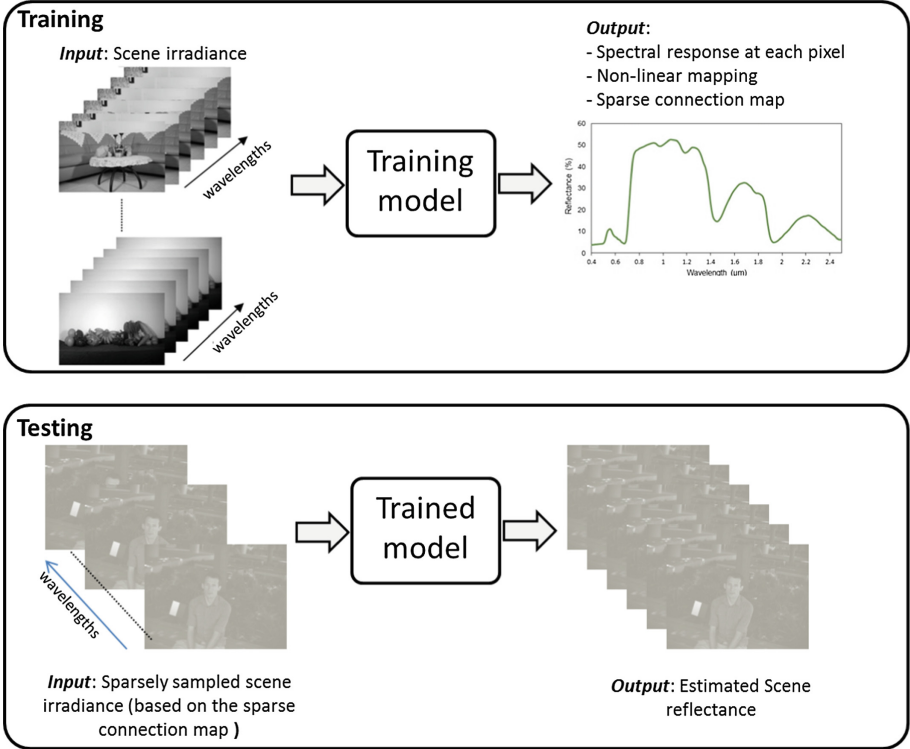 Training
Input: Scene irradiance
wavelengths
wavelengths
Training
model
Output:
- Spectral response at each pixel
- Non-linear mapping
- Sparse connection map
60
50
40
30
20
10
0
Reflectance (%)
0.4 0.6 0.8 1 1.2 1.4 1.6 1.8 2 2.2 2.4
Wavelength (um)
Testing
wavelengths
Input: Sparsely sampled scene
irradiance (based on the sparse
connection map )
Trained
model
Output: Estimated Scene
reflectance